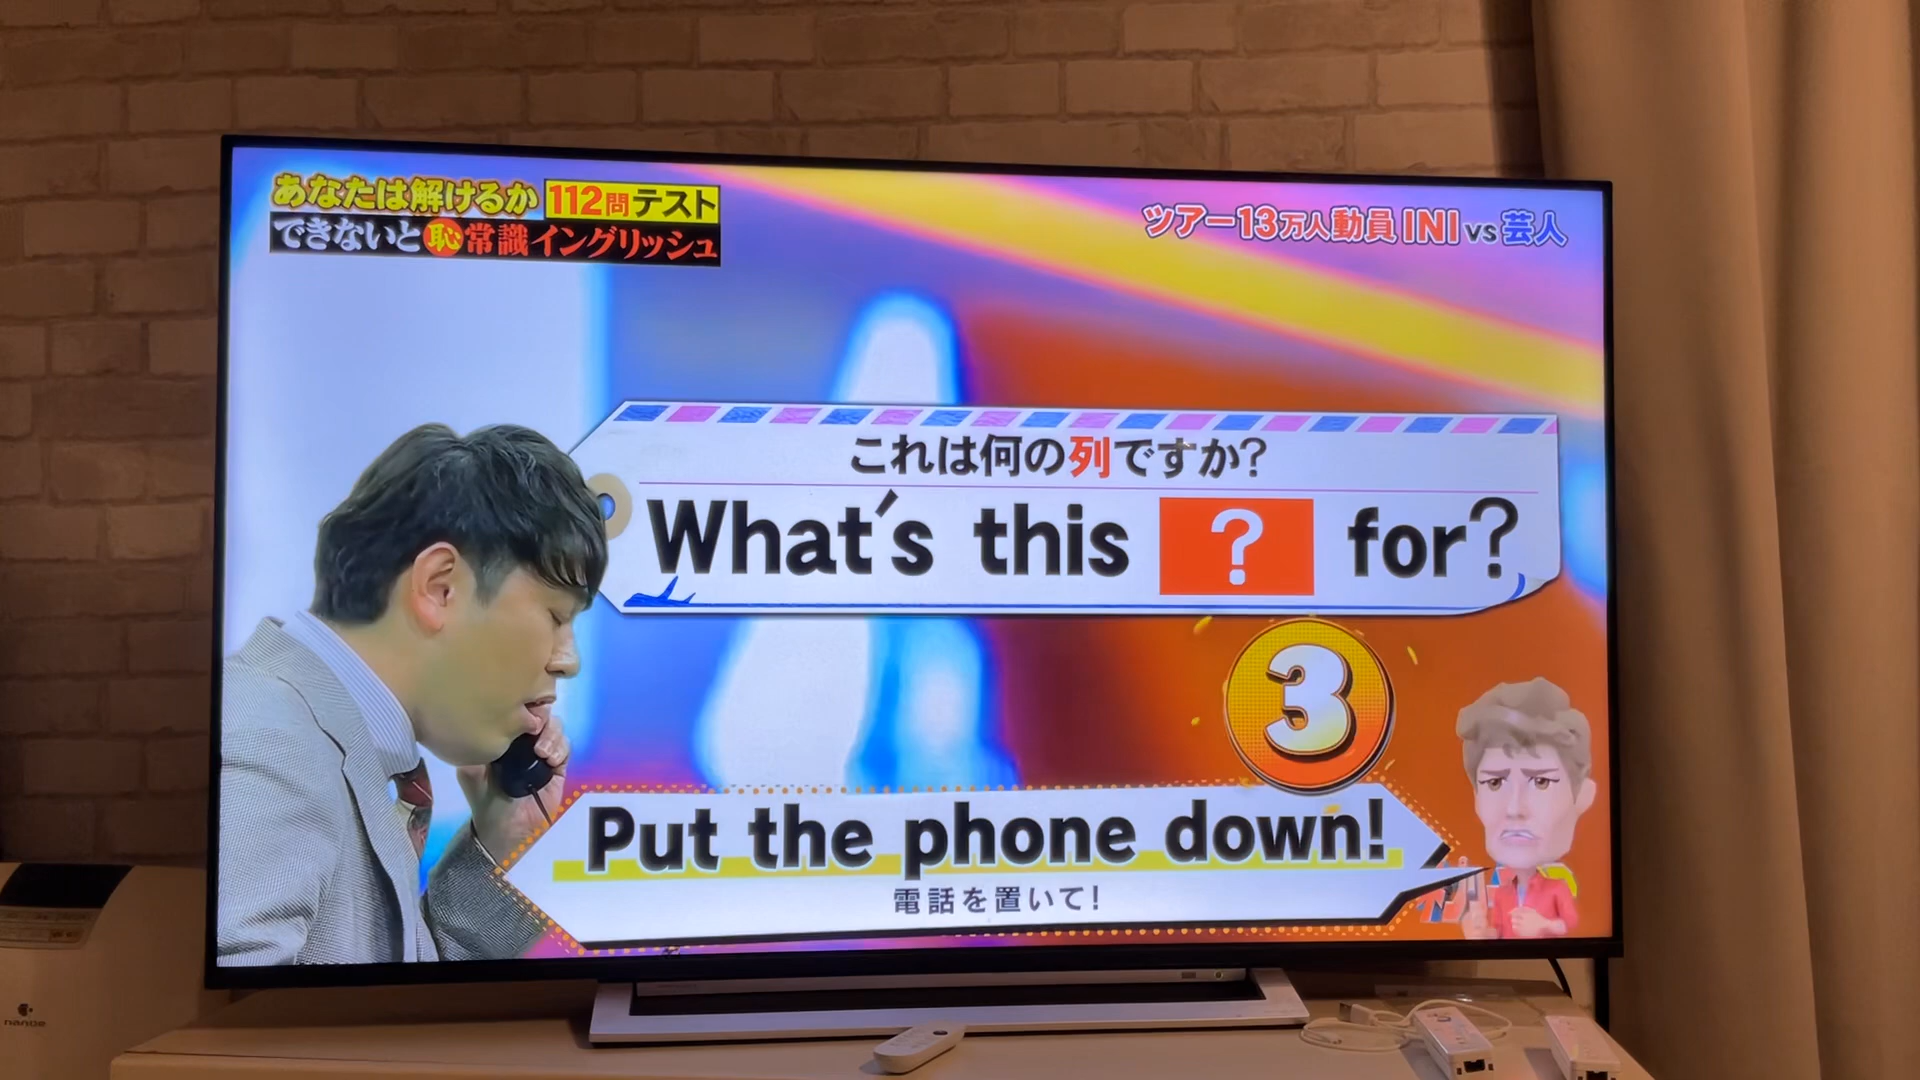 あなたは解けるか 112問テスト
できないと恥常識イングリッシュ
ツアー13万人動員 INI vs 芸人
これは何の列ですか?
What's this ? for?
3
Put the phone down!
電話を置いて!
nanoe